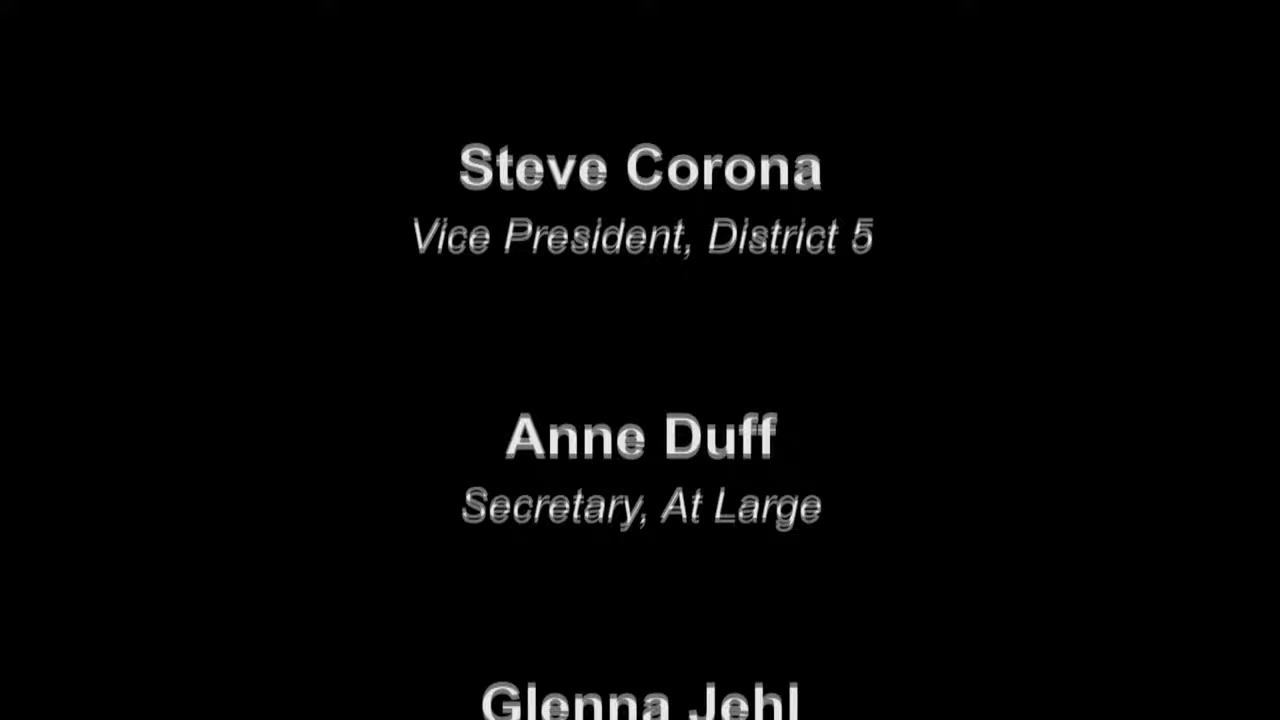 Steve Corona
Vice President, District 5
Anne Duff
Secretary, At Large
Glenna Jehl